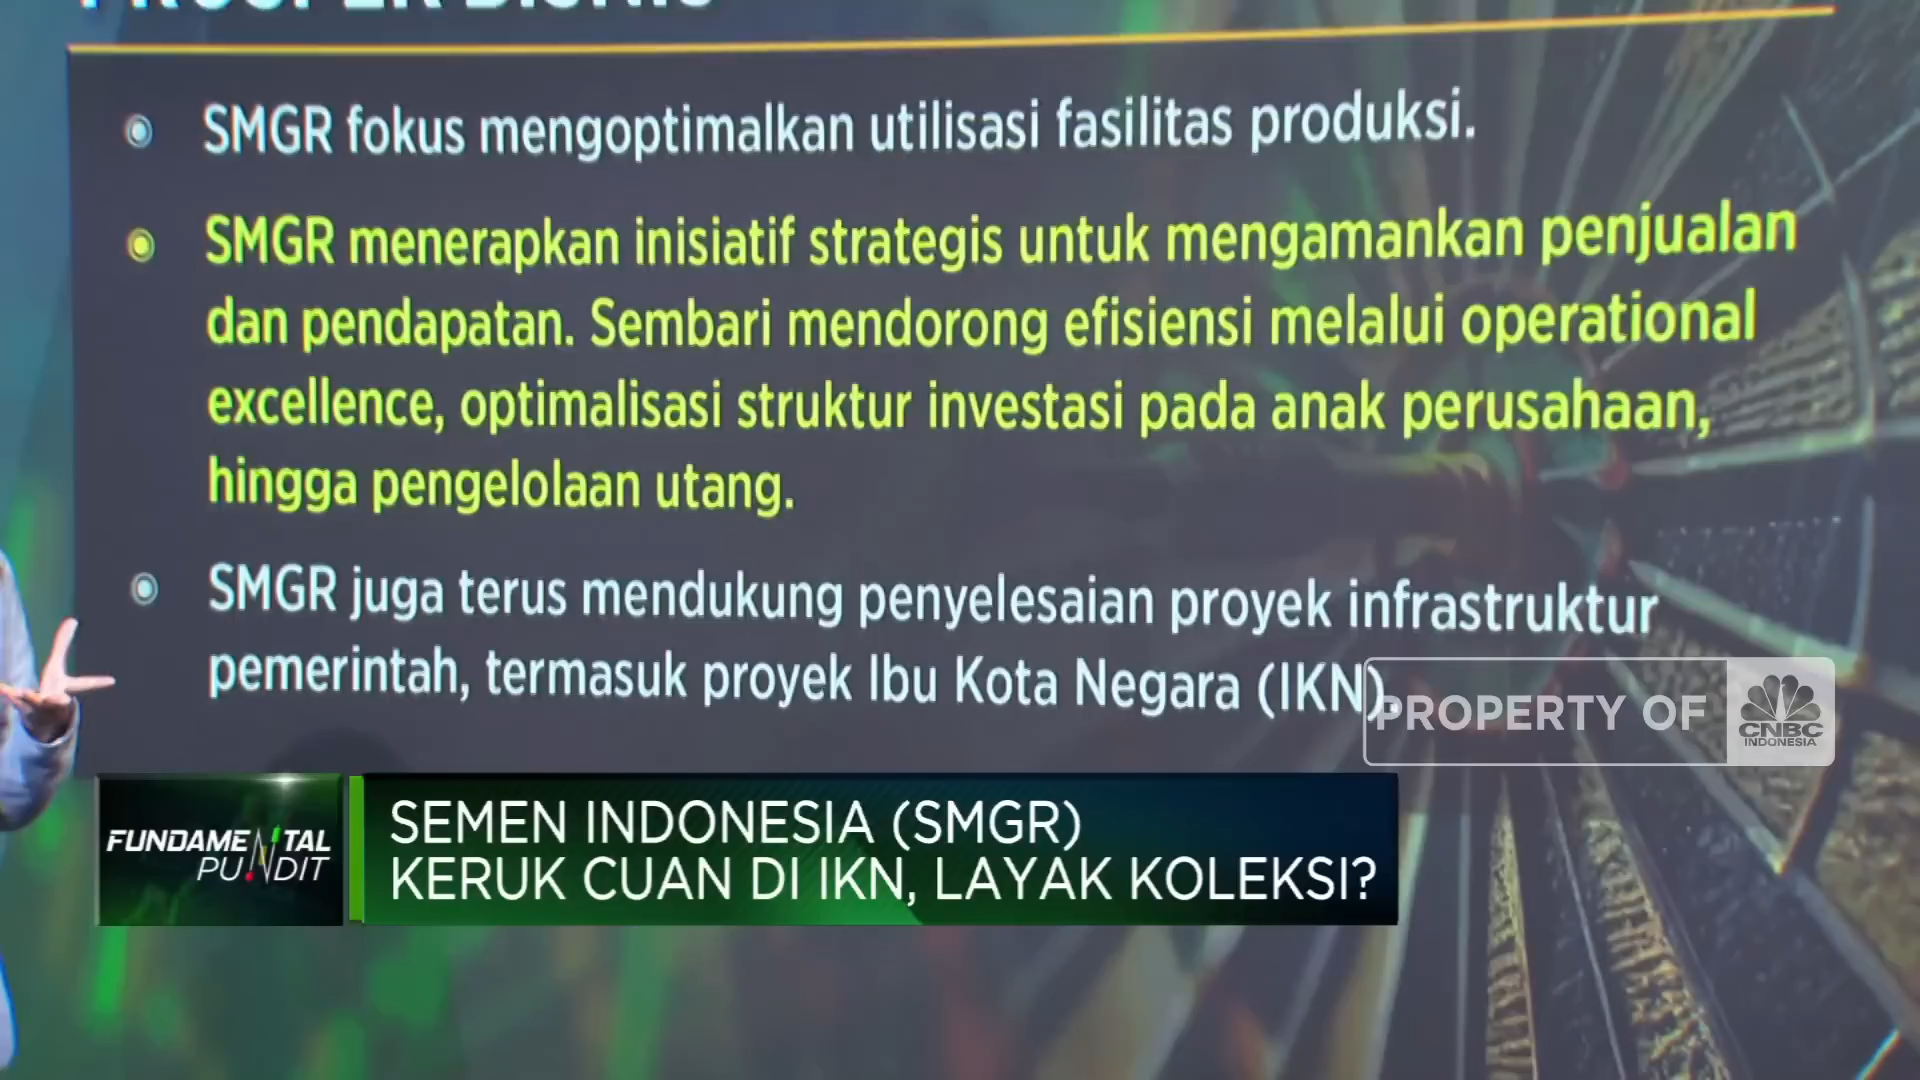 PROSPEK BISNIS
SMGR fokus mengoptimalkan utilisasi fasilitas produksi.
SMGR menerapkan inisiatif strategis untuk mengamankan penjualan
dan pendapatan. Sembari mendorong efisiensi melalui operational
excellence, optimalisasi struktur investasi pada anak perusahaan,
hingga pengelolaan utang.
SMGR juga terus mendukung penyelesaian proyek infrastruktur
pemerintah, termasuk proyek Ibu Kota Negara (IKN).
PROPERTY OF
CNBC
INDONESIA
FUNDAMENTAL
PUNDIT
SEMEN INDONESIA (SMGR)
KERUK CUAN DI IKN, LAYAK KOLEKSI?